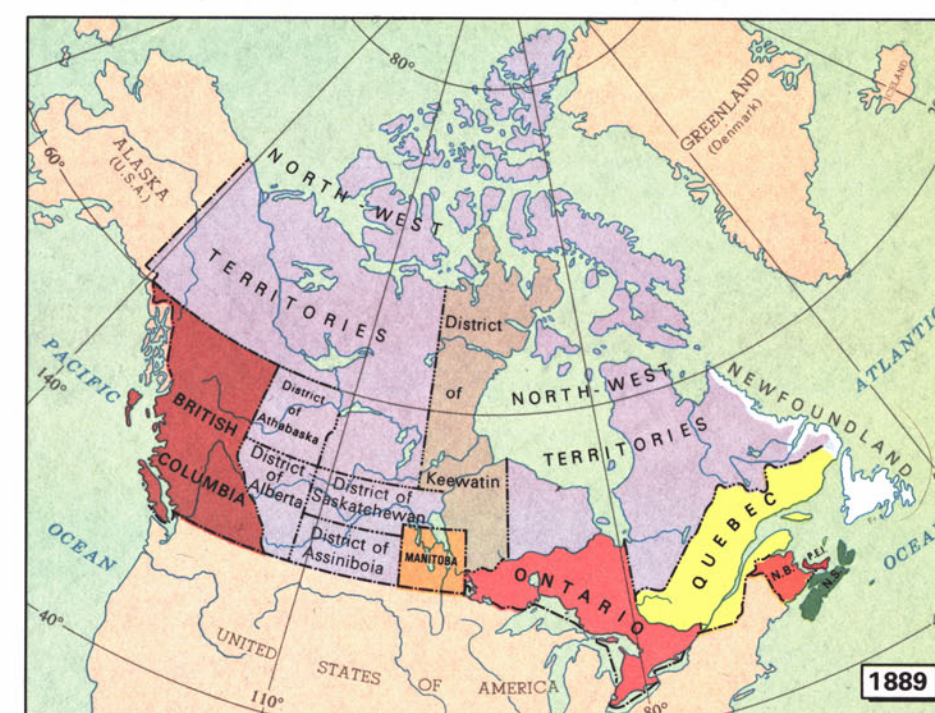 80°
ICELAND
GREENLAND
(Denmark)
ALASKA
(U.S.A.)
60°
NORTH-WEST
TERRITORIES
District
of
Keewatin
PACIFIC
OCEAN
140°
ATLANTIC
OCEAN
NORTH-WEST
TERRITORIES
NEWFOUNDLAND
BRITISH
COLUMBIA
District
of
Athabaska
District
of
Alberta
District of
Saskatchewan
District of
Assiniboia
MANITOBA
ONTARIO
QUEBEC
N.B.
P.E.I.
N.S.
40°
UNITED
STATES
OF
AMERICA
110°
80°
1889